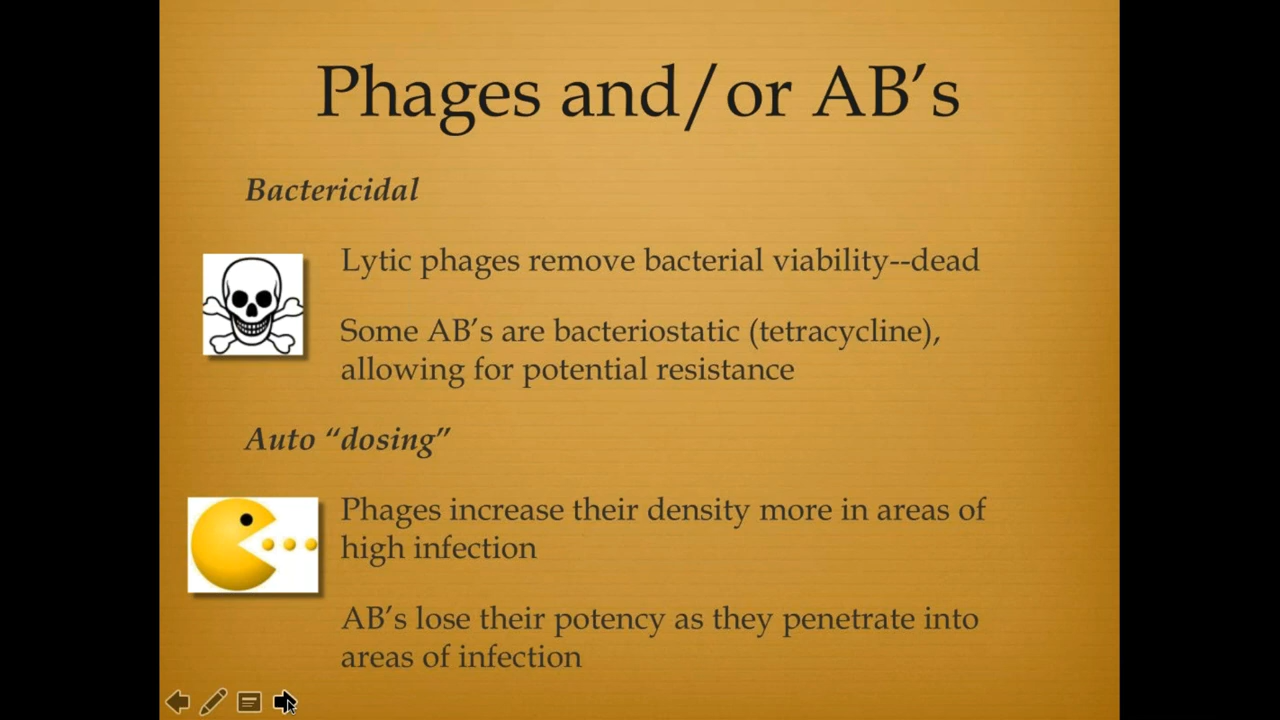 Phages and/or AB’s
Bactericidal
Lytic phages remove bacterial viability--dead
Some AB’s are bacteriostatic (tetracycline),
allowing for potential resistance
Auto “dosing”
Phages increase their density more in areas of
high infection
AB’s lose their potency as they penetrate into
areas of infection